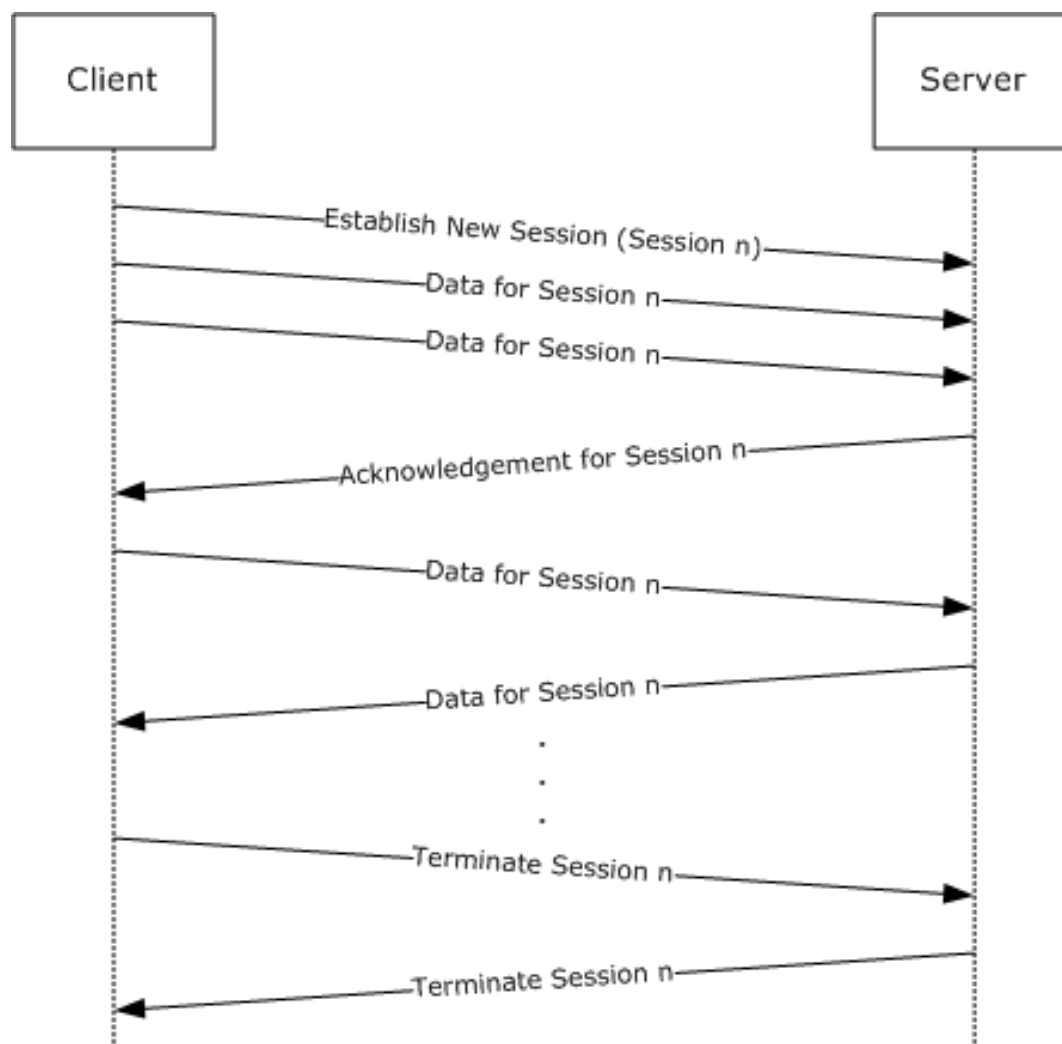 Client
Server
Establish New Session (Session n)
Data for Session n
Data for Session n
Acknowledgement for Session n
Data for Session n
Data for Session n
.
.
.
Terminate Session n
Terminate Session n